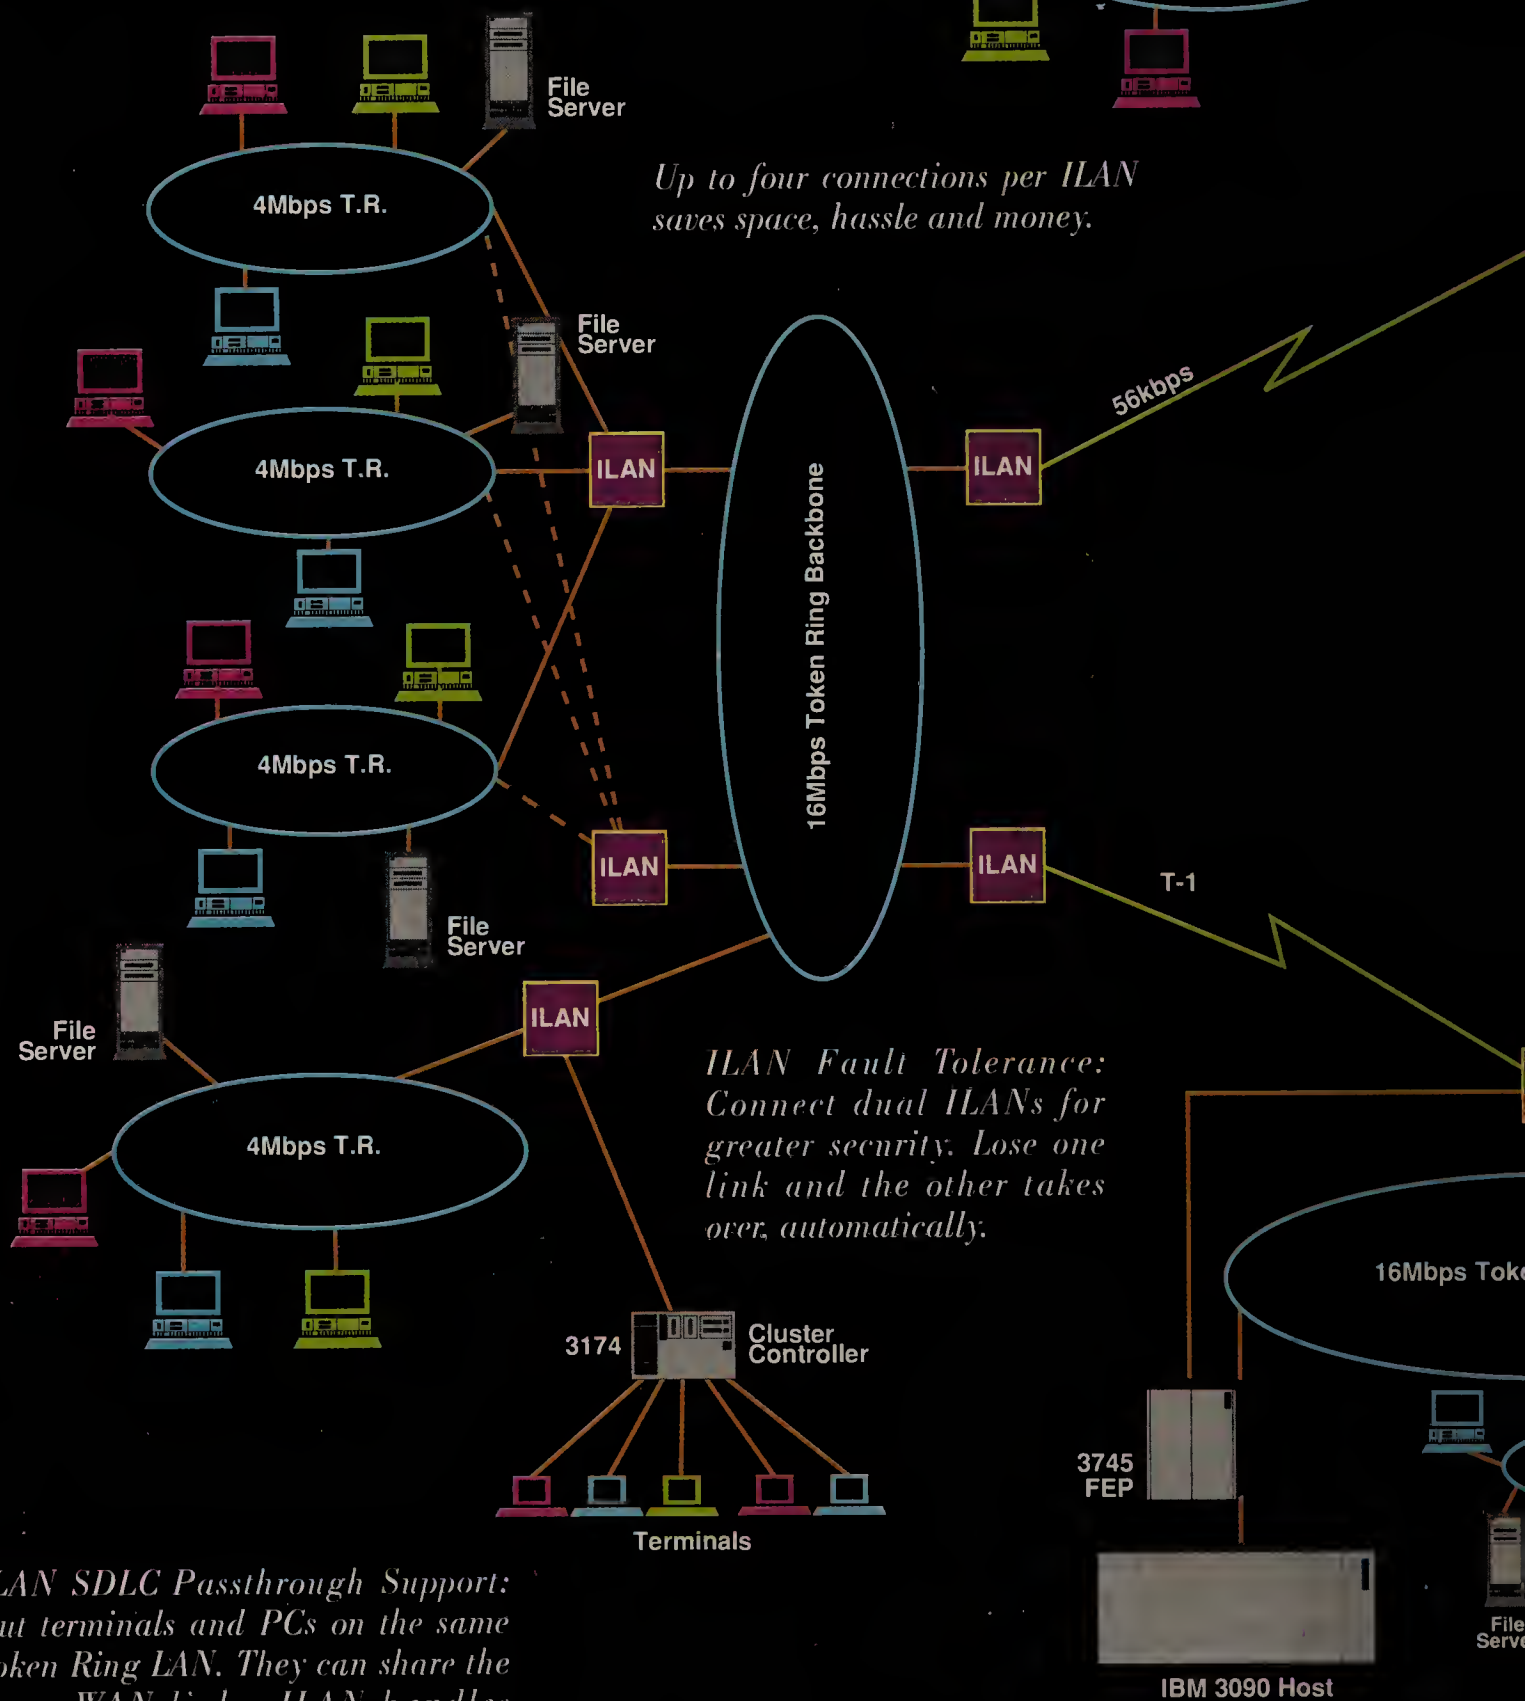 File
Server
4Mbps T.R.
Up to four connections per ILAN
saves space, hassle and money.
File
Server
56kbps
4Mbps T.R.
ILAN
ILAN
16Mbps Token Ring Backbone
4Mbps T.R.
ILAN
ILAN
T-1
File
Server
File
Server
ILAN
4Mbps T.R.
ILAN Fault Tolerance:
Connect dual ILANs for
greater security. Lose one
link and the other takes
over, automatically.
16Mbps Toke
3174
Cluster
Controller
3745
FEP
Terminals
LAN SDLC Passthrough Support:
ut terminals and PCs on the same
oken Ring LAN. They can share the
WAN link. ILAN handles
File
Serve
IBM 3090 Host